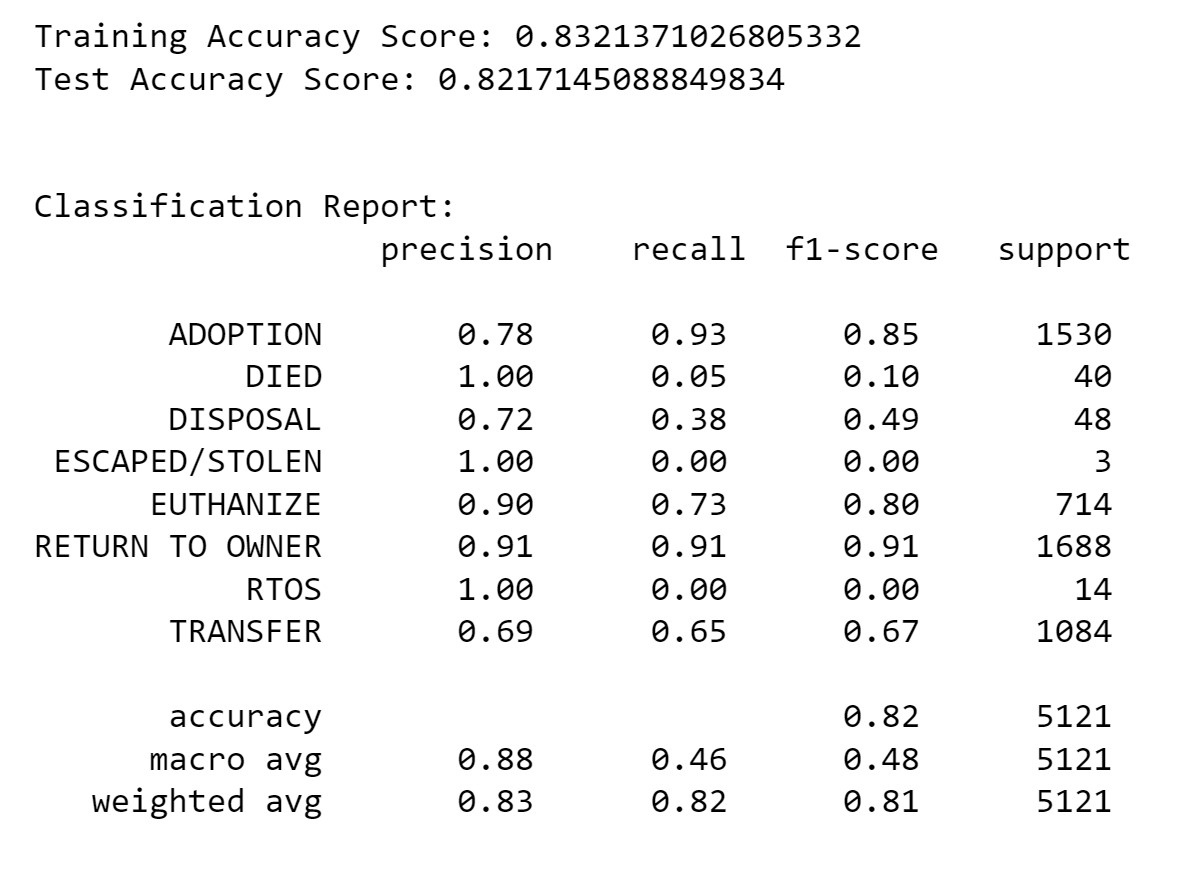 Training Accuracy Score: 0.8321371026805332
Test Accuracy Score: 0.8217145088849834
Classification Report:
precision recall f1-score support
ADOPTION 0.78 0.93 0.85 1530
DIED 1.00 0.05 0.10 40
DISPOSAL 0.72 0.38 0.49 48
ESCAPED/STOLEN 1.00 0.00 0.00 3
EUTHANIZE 0.90 0.73 0.80 714
RETURN TO OWNER 0.91 0.91 0.91 1688
RTOS 1.00 0.00 0.00 14
TRANSFER 0.69 0.65 0.67 1084
accuracy 0.82 5121
macro avg 0.88 0.46 0.48 5121
weighted avg 0.83 0.82 0.81 5121